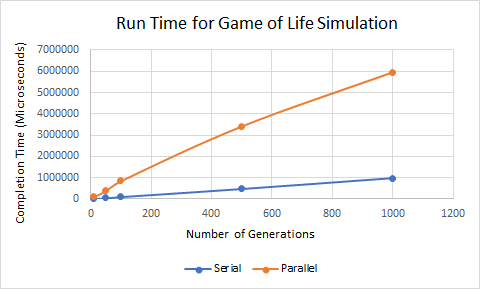 Run Time for Game of Life Simulation
Completion Time (Microseconds)
7000000
6000000
5000000
4000000
3000000
2000000
1000000
0
0 200 400 600 800 1000 1200
Number of Generations
Serial Parallel